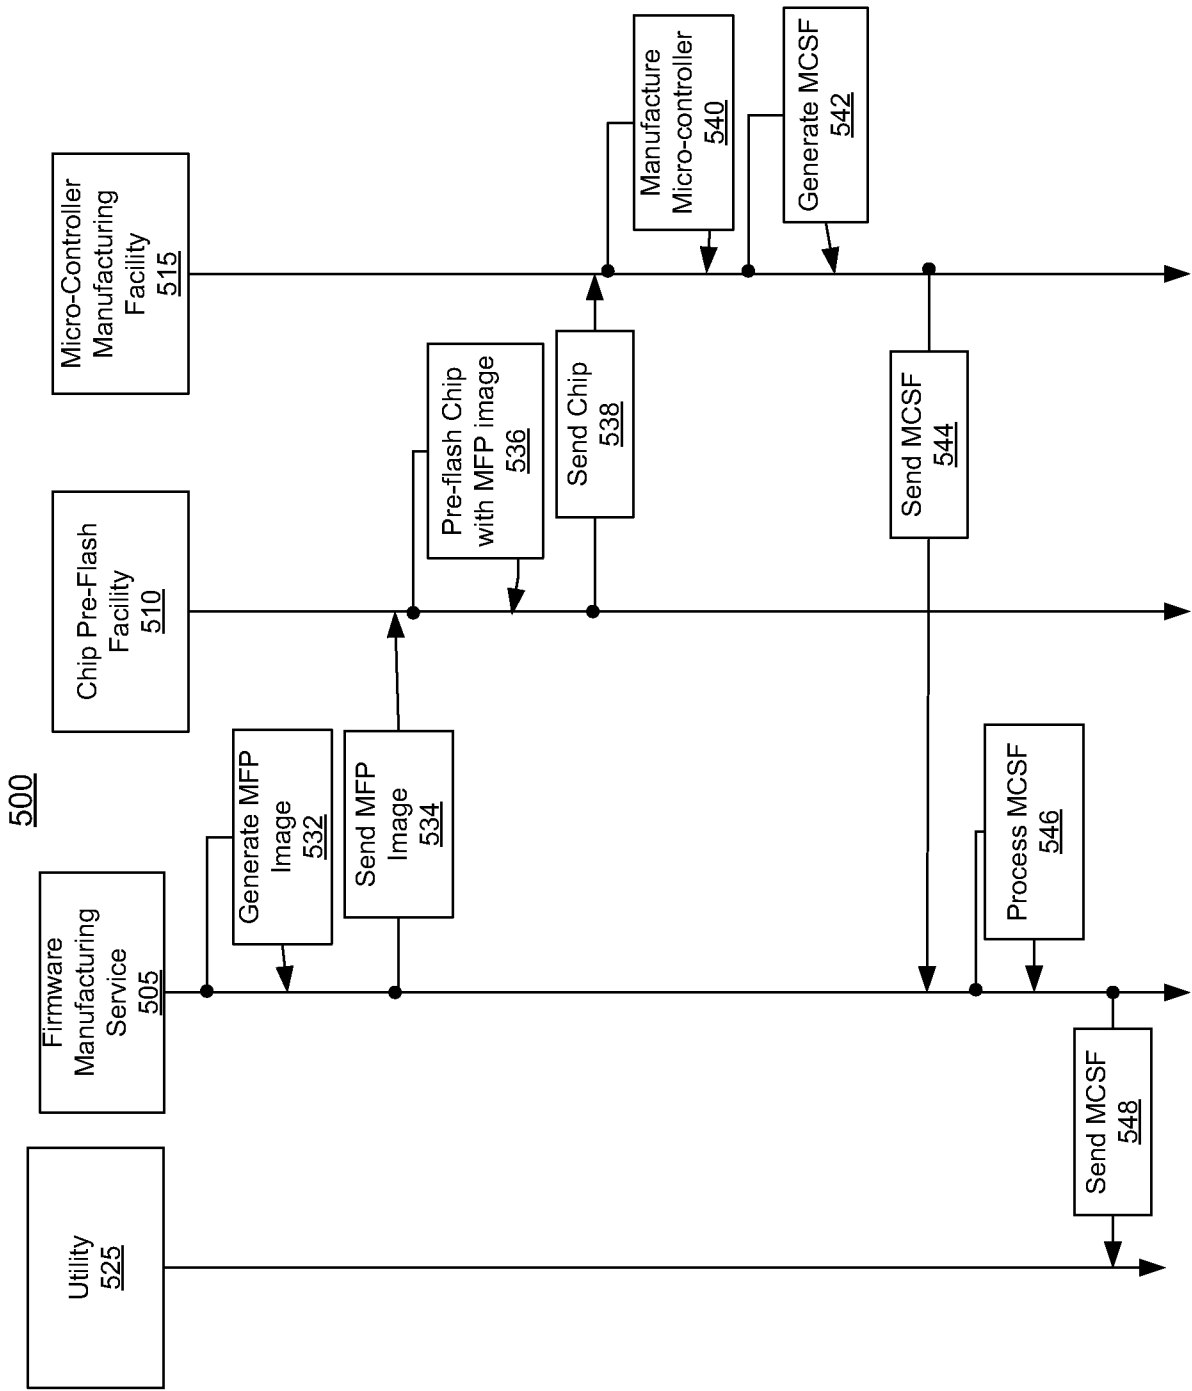 500
Utility
525
Firmware
Manufacturing
Service
505
Chip Pre-Flash
Facility
510
Micro-Controller
Manufacturing
Facility
515
Generate MFP
Image
532
Send MFP
Image
534
Pre-flash Chip
with MFP image
536
Send Chip
538
Manufacture
Micro-controller
540
Generate MCSF
542
Send MCSF
544
Process MCSF
546
Send MCSF
548